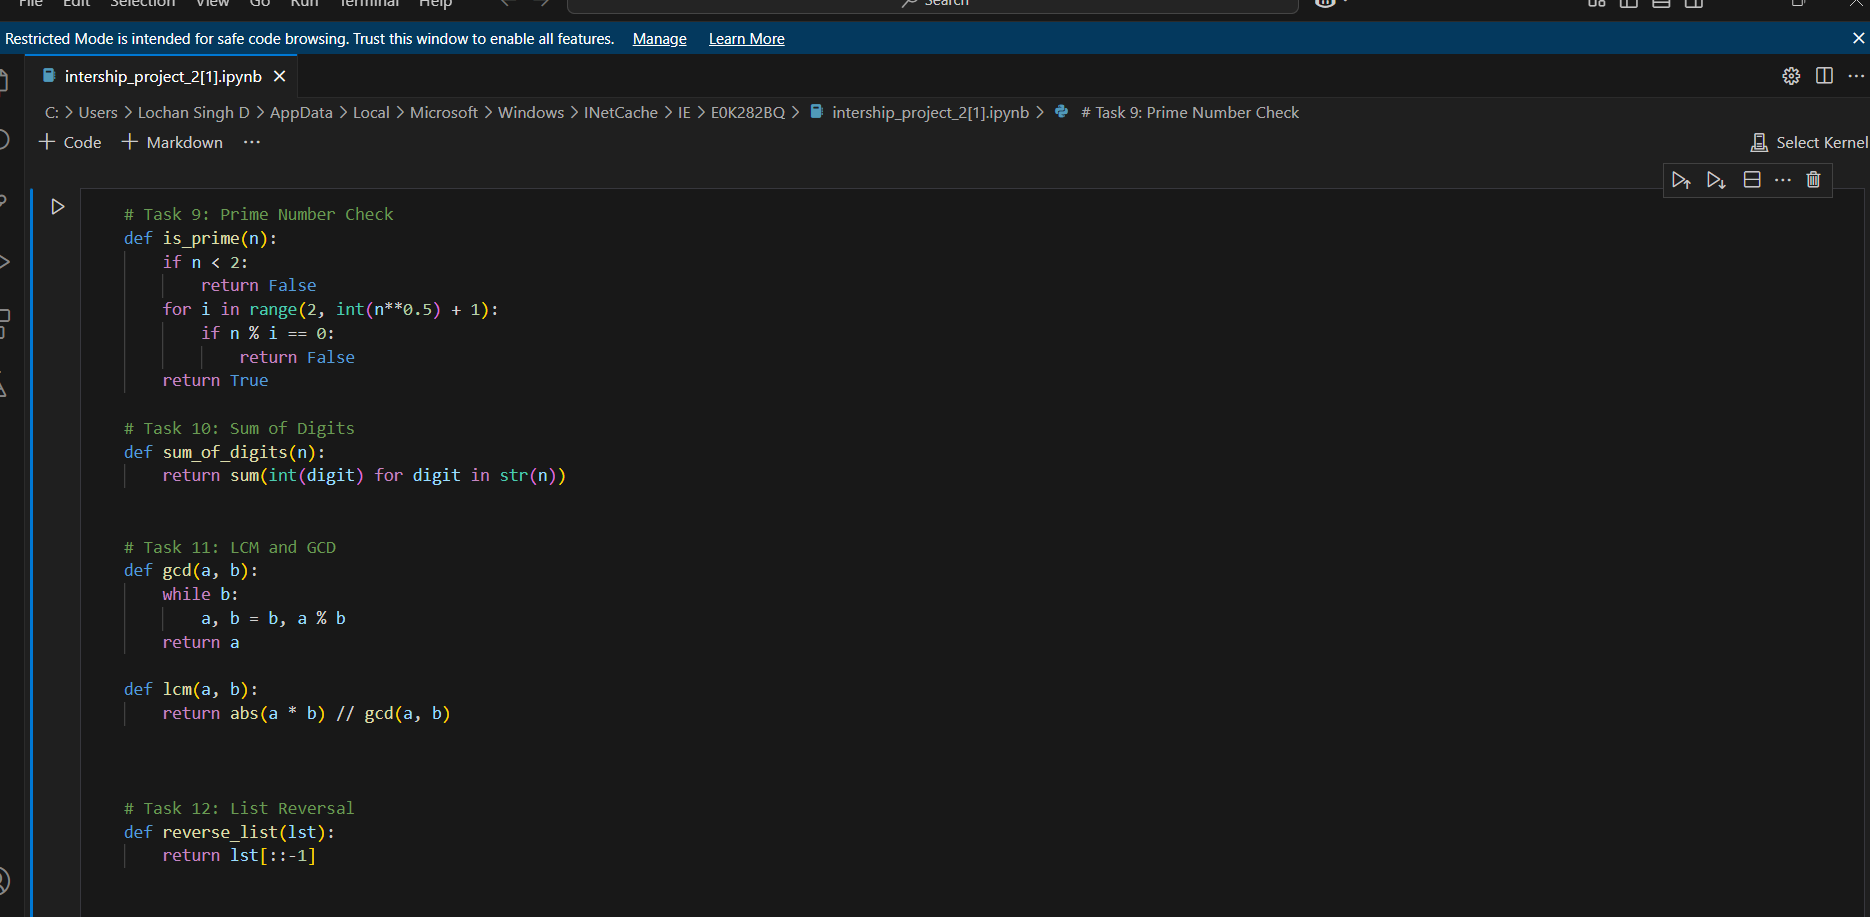 File Edit Selection View Go Run Terminal Help Search
Restricted Mode is intended for safe code browsing. Trust this window to enable all features. Manage Learn More
intership_project_2[1].ipynb
C: > Users > Lochan Singh D > AppData > Local > Microsoft > Windows > INetCache > IE > E0K282BQ > intership_project_2[1].ipynb > # Task 9: Prime Number Check
+ Code + Markdown ··· Select Kernel
# Task 9: Prime Number Check
def is_prime(n):
    if n < 2:
        return False
    for i in range(2, int(n**0.5) + 1):
        if n % i == 0:
            return False
    return True
# Task 10: Sum of Digits
def sum_of_digits(n):
    return sum(int(digit) for digit in str(n))
# Task 11: LCM and GCD
def gcd(a, b):
    while b:
        a, b = b, a % b
    return a
def lcm(a, b):
    return abs(a * b) // gcd(a, b)
# Task 12: List Reversal
def reverse_list(lst):
    return lst[::-1]